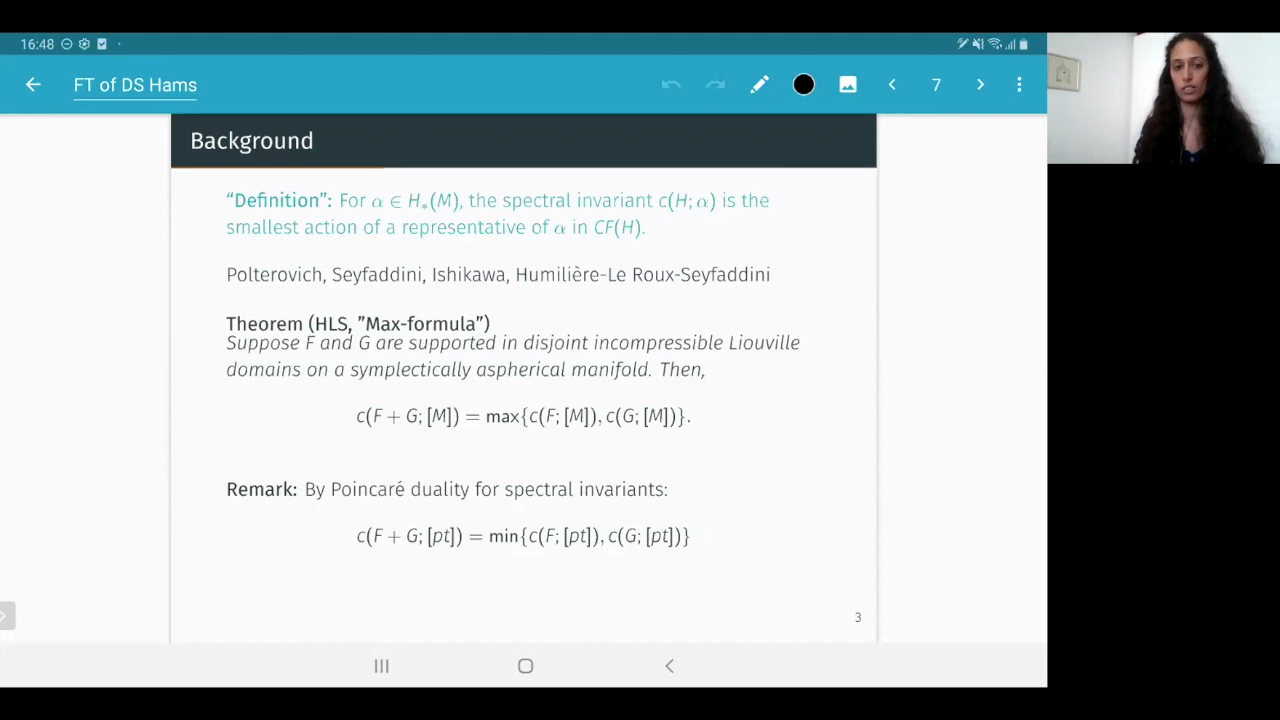 16:48
FT of DS Hams
7
Background
“Definition”: For α ∈ H∗(M), the spectral invariant c(H; α) is the
smallest action of a representative of α in CF(H).
Polterovich, Seyfaddini, Ishikawa, Humilière-Le Roux-Seyfaddini
Theorem (HLS, ”Max-formula”)
Suppose F and G are supported in disjoint incompressible Liouville
domains on a symplectically aspherical manifold. Then,
c(F + G; [M]) = max{c(F; [M]), c(G; [M])}.
Remark: By Poincaré duality for spectral invariants:
c(F + G; [pt]) = min{c(F; [pt]), c(G; [pt])}
3